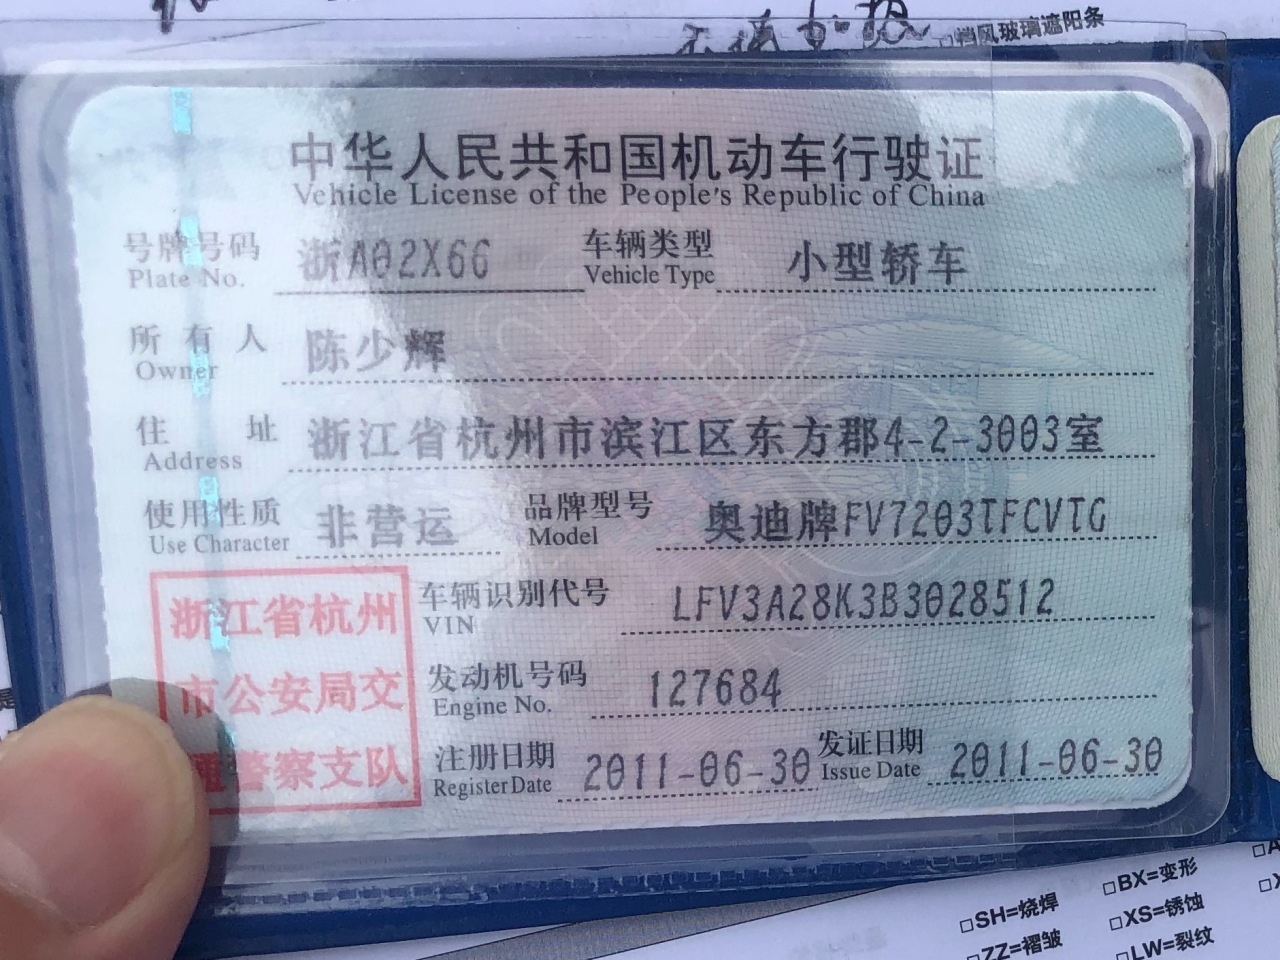 □挡风玻璃遮阳条
中华人民共和国机动车行驶证
Vehicle License of the People's Republic of China
号牌号码 浙A02X66 车辆类型 小型轿车
Plate No. Vehicle Type
所有人 陈少辉
Owner
住址 浙江省杭州市滨江区东方郡4-2-3003室
Address
使用性质 非营运 品牌型号 奥迪牌FV7203TFCVTG
Use Character Model
浙江省杭州
市公安局交
通警察支队
车辆识别代号 LFV3A28K3B3028512
VIN
发动机号码 127684
Engine No.
注册日期 2011-06-30 发证日期 2011-06-30
Register Date Issue Date
□SH=烧焊 □BX=变形
□ZZ=褶皱 □XS=锈蚀
□LW=裂纹